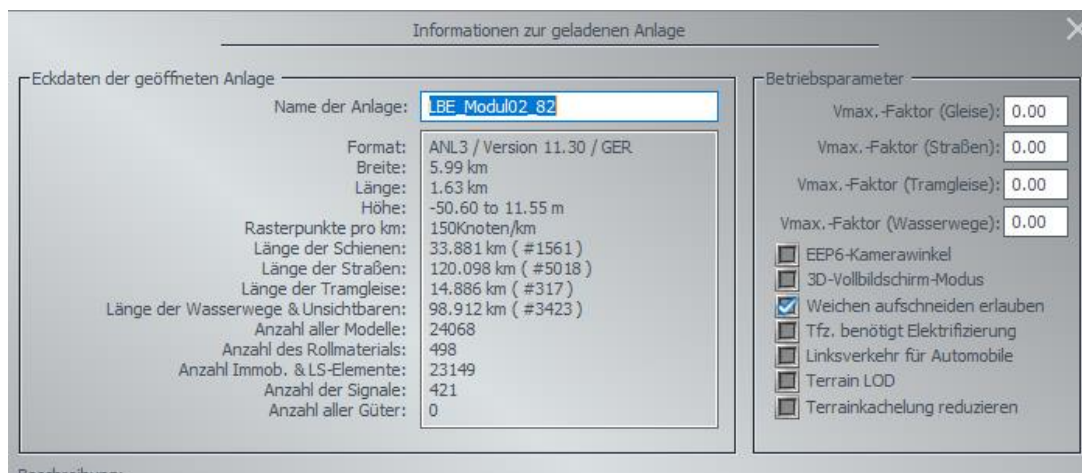 Informationen zur geladenen Anlage
Eckdaten der geöffneten Anlage
Name der Anlage: LBE_Modul02_82
Format: ANL3 / Version 11.30 / GER
Breite: 5.99 km
Länge: 1.63 km
Höhe: -50.60 to 11.55 m
Rasterpunkte pro km: 150Knoten/km
Länge der Schienen: 33.881 km ( #1561 )
Länge der Straßen: 120.098 km ( #5018 )
Länge der Tramgleise: 14.886 km ( #317 )
Länge der Wasserwege & Unsichtbaren: 98.912 km ( #3423 )
Anzahl aller Modelle: 24068
Anzahl des Rollmaterials: 498
Anzahl Immob. & LS-Elemente: 23149
Anzahl der Signale: 421
Anzahl aller Güter: 0
Betriebsparameter
Vmax.-Faktor (Gleise): 0.00
Vmax.-Faktor (Straßen): 0.00
Vmax.-Faktor (Tramgleise): 0.00
Vmax.-Faktor (Wasserwege): 0.00
EEP6-Kamerawinkel
3D-Vollbildschirm-Modus
Weichen aufschneiden erlauben
Tfz. benötigt Elektrifizierung
Linksverkehr für Automobile
Terrain LOD
Terrainkachelung reduzieren